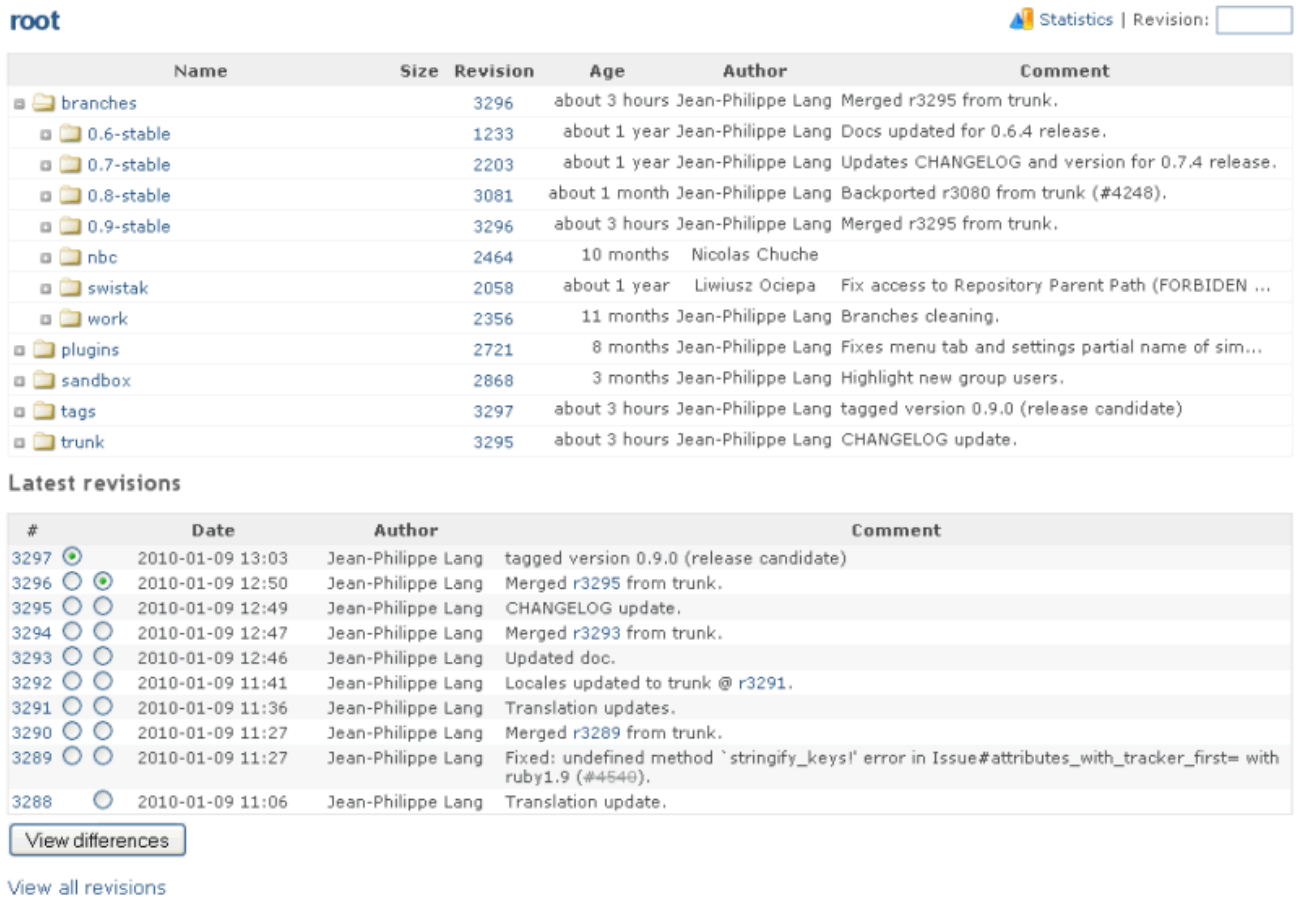 root Statistics | Revision:
Name Size Revision Age Author Comment
branches 3296 about 3 hours Jean-Philippe Lang Merged r3295 from trunk.
0.6-stable 1233 about 1 year Jean-Philippe Lang Docs updated for 0.6.4 release.
0.7-stable 2203 about 1 year Jean-Philippe Lang Updates CHANGELOG and version for 0.7.4 release.
0.8-stable 3081 about 1 month Jean-Philippe Lang Backported r3080 from trunk (#4248).
0.9-stable 3296 about 3 hours Jean-Philippe Lang Merged r3295 from trunk.
nbc 2464 10 months Nicolas Chuche
swistak 2058 about 1 year Liwiusz Ociepa Fix access to Repository Parent Path (FORBIDEN ...
work 2356 11 months Jean-Philippe Lang Branches cleaning.
plugins 2721 8 months Jean-Philippe Lang Fixes menu tab and settings partial name of sim...
sandbox 2868 3 months Jean-Philippe Lang Highlight new group users.
tags 3297 about 3 hours Jean-Philippe Lang tagged version 0.9.0 (release candidate)
trunk 3295 about 3 hours Jean-Philippe Lang CHANGELOG update.
Latest revisions
# Date Author Comment
3297 2010-01-09 13:03 Jean-Philippe Lang tagged version 0.9.0 (release candidate)
3296 2010-01-09 12:50 Jean-Philippe Lang Merged r3295 from trunk.
3295 2010-01-09 12:49 Jean-Philippe Lang CHANGELOG update.
3294 2010-01-09 12:47 Jean-Philippe Lang Merged r3293 from trunk.
3293 2010-01-09 12:46 Jean-Philippe Lang Updated doc.
3292 2010-01-09 11:41 Jean-Philippe Lang Locales updated to trunk @ r3291.
3291 2010-01-09 11:36 Jean-Philippe Lang Translation updates.
3290 2010-01-09 11:27 Jean-Philippe Lang Merged r3289 from trunk.
3289 2010-01-09 11:27 Jean-Philippe Lang Fixed: undefined method `stringify_keys!' error in Issue#attributes_with_tracker_first= with
ruby1.9 (#4540).
3288 2010-01-09 11:06 Jean-Philippe Lang Translation update.
View differences
View all revisions